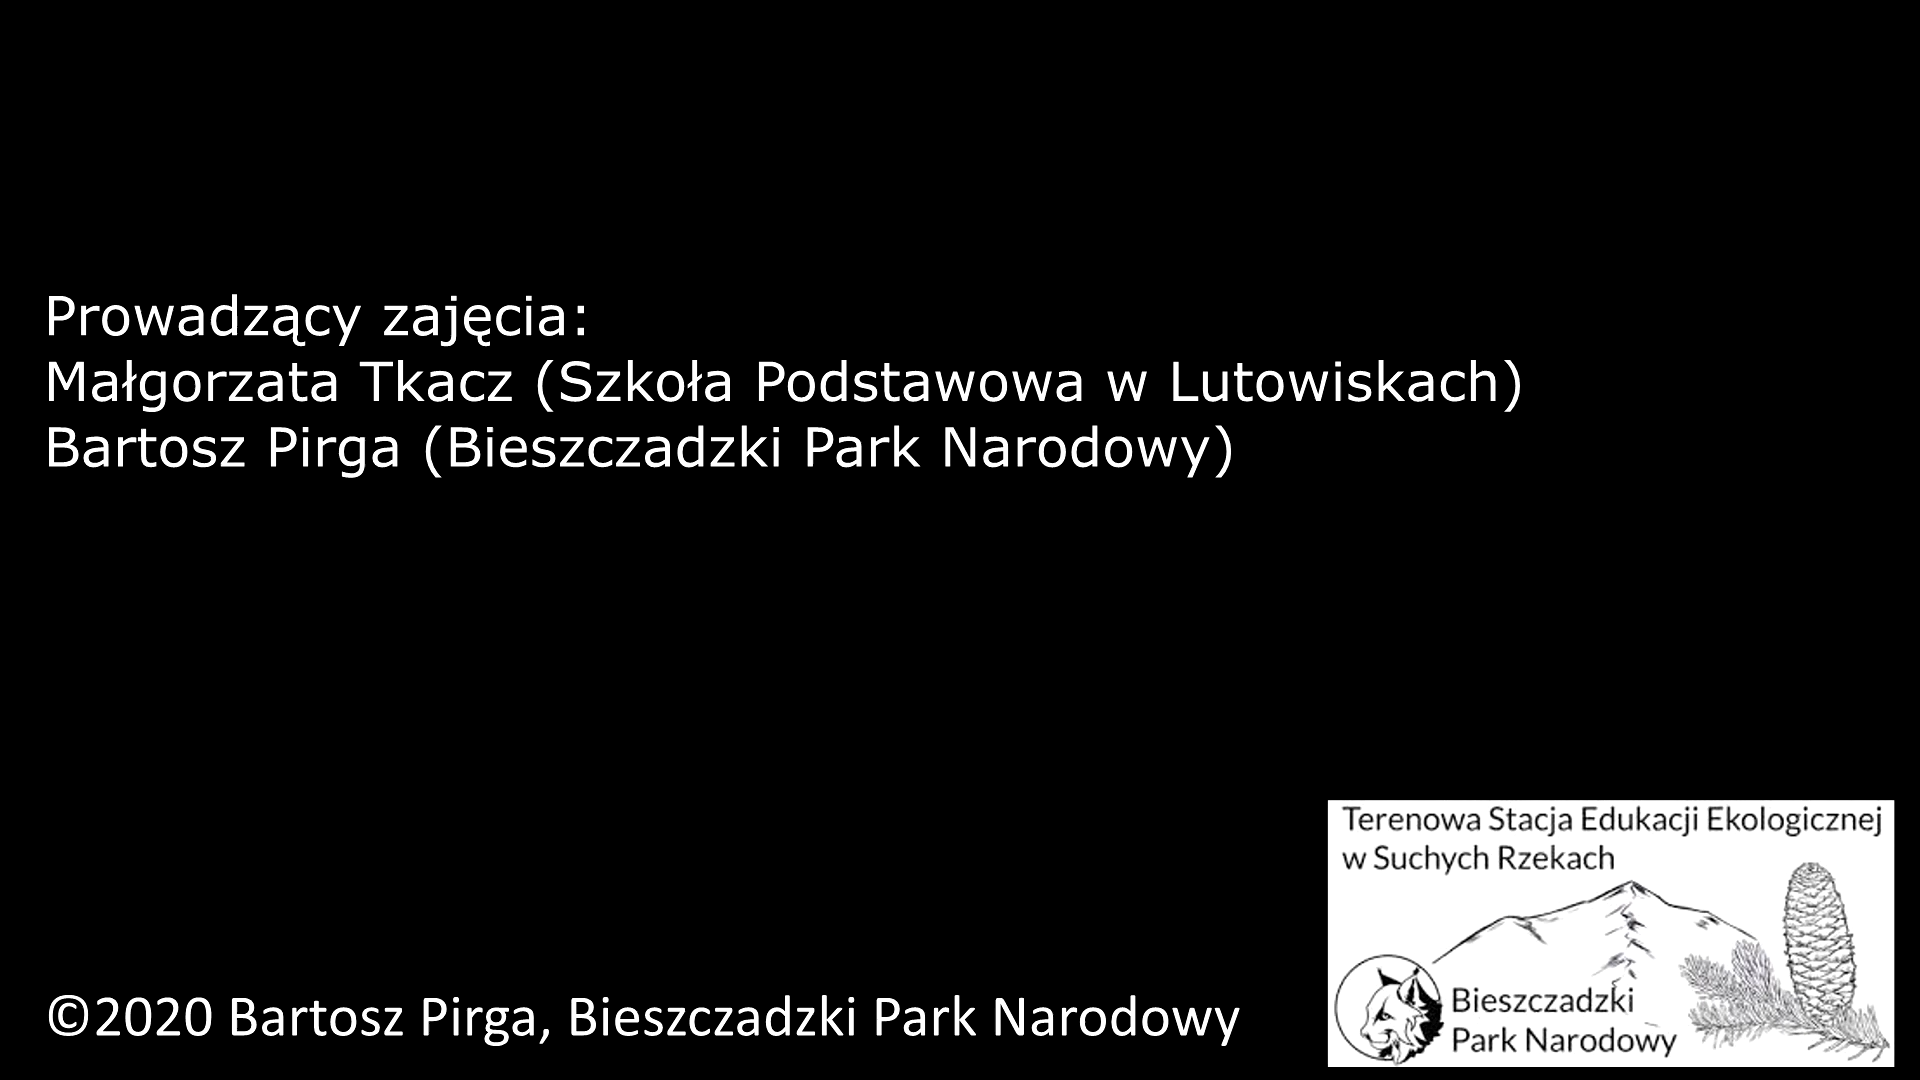 Prowadzący zajęcia:
Małgorzata Tkacz (Szkoła Podstawowa w Lutowiskach)
Bartosz Pirga (Bieszczadzki Park Narodowy)
Terenowa Stacja Edukacji Ekologicznej
w Suchych Rzekach
Bieszczadzki
Park Narodowy
©2020 Bartosz Pirga, Bieszczadzki Park Narodowy